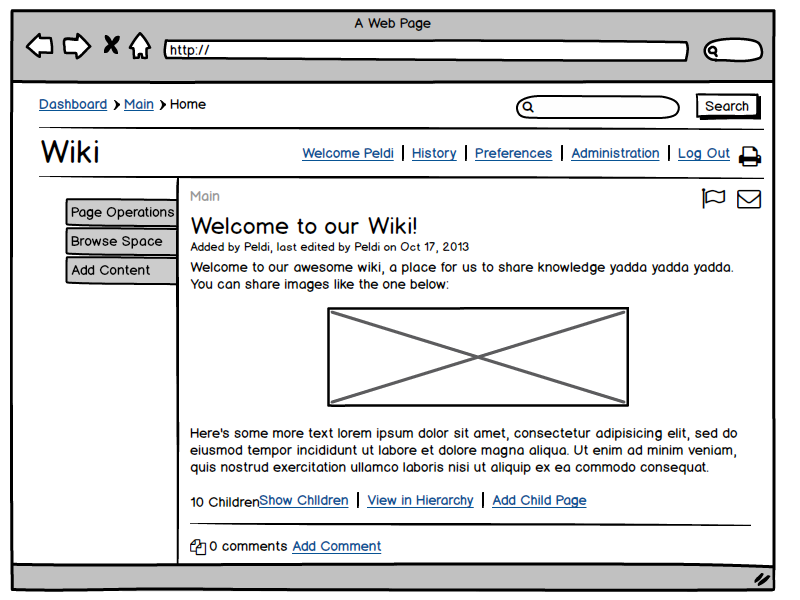 A Web Page
http://
Dashboard Main Home
Search
Wiki
Welcome Peldi History Preferences Administration Log Out
Page Operations
Browse Space
Add Content
Main
Welcome to our Wiki!
Added by Peldi, last edited by Peldi on Oct 17, 2013
Welcome to our awesome wiki, a place for us to share knowledge yadda yadda yadda.
You can share images like the one below:
Here's some more text lorem ipsum dolor sit amet, consectetur adipisicing elit, sed do
eiusmod tempor incididunt ut labore et dolore magna aliqua. Ut enim ad minim veniam,
quis nostrud exercitation ullamco laboris nisi ut aliquip ex ea commodo consequat.
10 Children Show Children | View in Hierarchy | Add Child Page
0 comments Add Comment